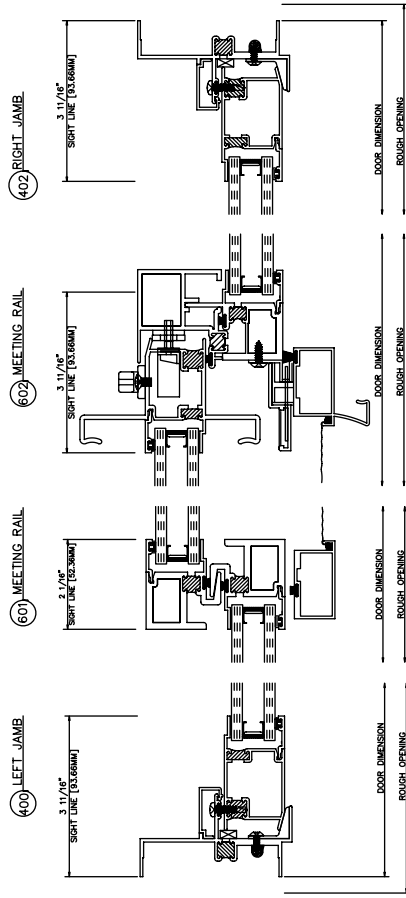 402 RIGHT JAMB
3 11/16"
SIGHT LINE [93.66MM]
DOOR DIMENSION
ROUGH OPENING
602 MEETING RAIL
3 11/16"
SIGHT LINE [93.66MM]
DOOR DIMENSION
ROUGH OPENING
601 MEETING RAIL
2 1/16"
SIGHT LINE [52.36MM]
DOOR DIMENSION
ROUGH OPENING
400 LEFT JAMB
3 11/16"
SIGHT LINE [93.66MM]
DOOR DIMENSION
ROUGH OPENING